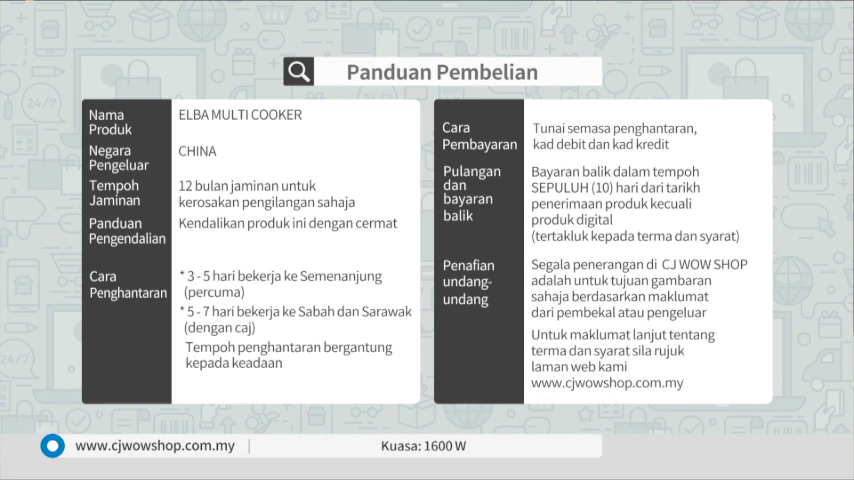 Panduan Pembelian
Nama
Produk
ELBA MULTI COOKER
Negara
Pengeluar
CHINA
Tempoh
Jaminan
12 bulan jaminan untuk
kerosakan pengilangan sahaja
Panduan
Pengendalian
Kendalikan produk ini dengan cermat
Cara
Penghantaran
* 3 - 5 hari bekerja ke Semenanjung
(percuma)
* 5 - 7 hari bekerja ke Sabah dan Sarawak
(dengan caj)
Tempoh penghantaran bergantung
kepada keadaan
Cara
Pembayaran
Tunai semasa penghantaran,
kad debit dan kad kredit
Pulangan
dan
bayaran
balik
Bayaran balik dalam tempoh
SEPULUH (10) hari dari tarikh
penerimaan produk kecuali
produk digital
(tertakluk kepada terma dan syarat)
Penafian
undang-
undang
Segala penerangan di CJ WOW SHOP
adalah untuk tujuan gambaran
sahaja berdasarkan maklumat
dari pembekal atau pengeluar
Untuk maklumat lanjut tentang
terma dan syarat sila rujuk
laman web kami
www.cjwowshop.com.my
www.cjwowshop.com.my
Kuasa: 1600 W
24/7
24/7